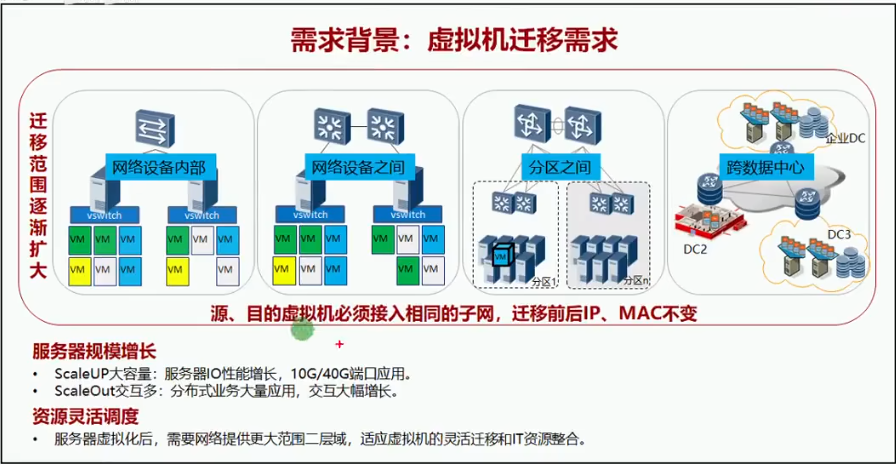 需求背景：虚拟机迁移需求
迁移范围逐渐扩大
网络设备内部
vswitch
vswitch
VM VM VM VM VM VM
VM VM VM VM VM
网络设备之间
vswitch
vswitch
VM VM VM VM VM VM
VM VM VM VM VM
分区之间
VM
分区1
分区n
跨数据中心
企业DC
DC2
DC3
源、目的虚拟机必须接入相同的子网，迁移前后IP、MAC不变
服务器规模增长
• ScaleUP大容量：服务器IO性能增长，10G/40G端口应用。
• ScaleOut交互多：分布式业务大量应用，交互大幅增长。
资源灵活调度
• 服务器虚拟化后，需要网络提供更大范围二层域，适应虚拟机的灵活迁移和IT资源整合。